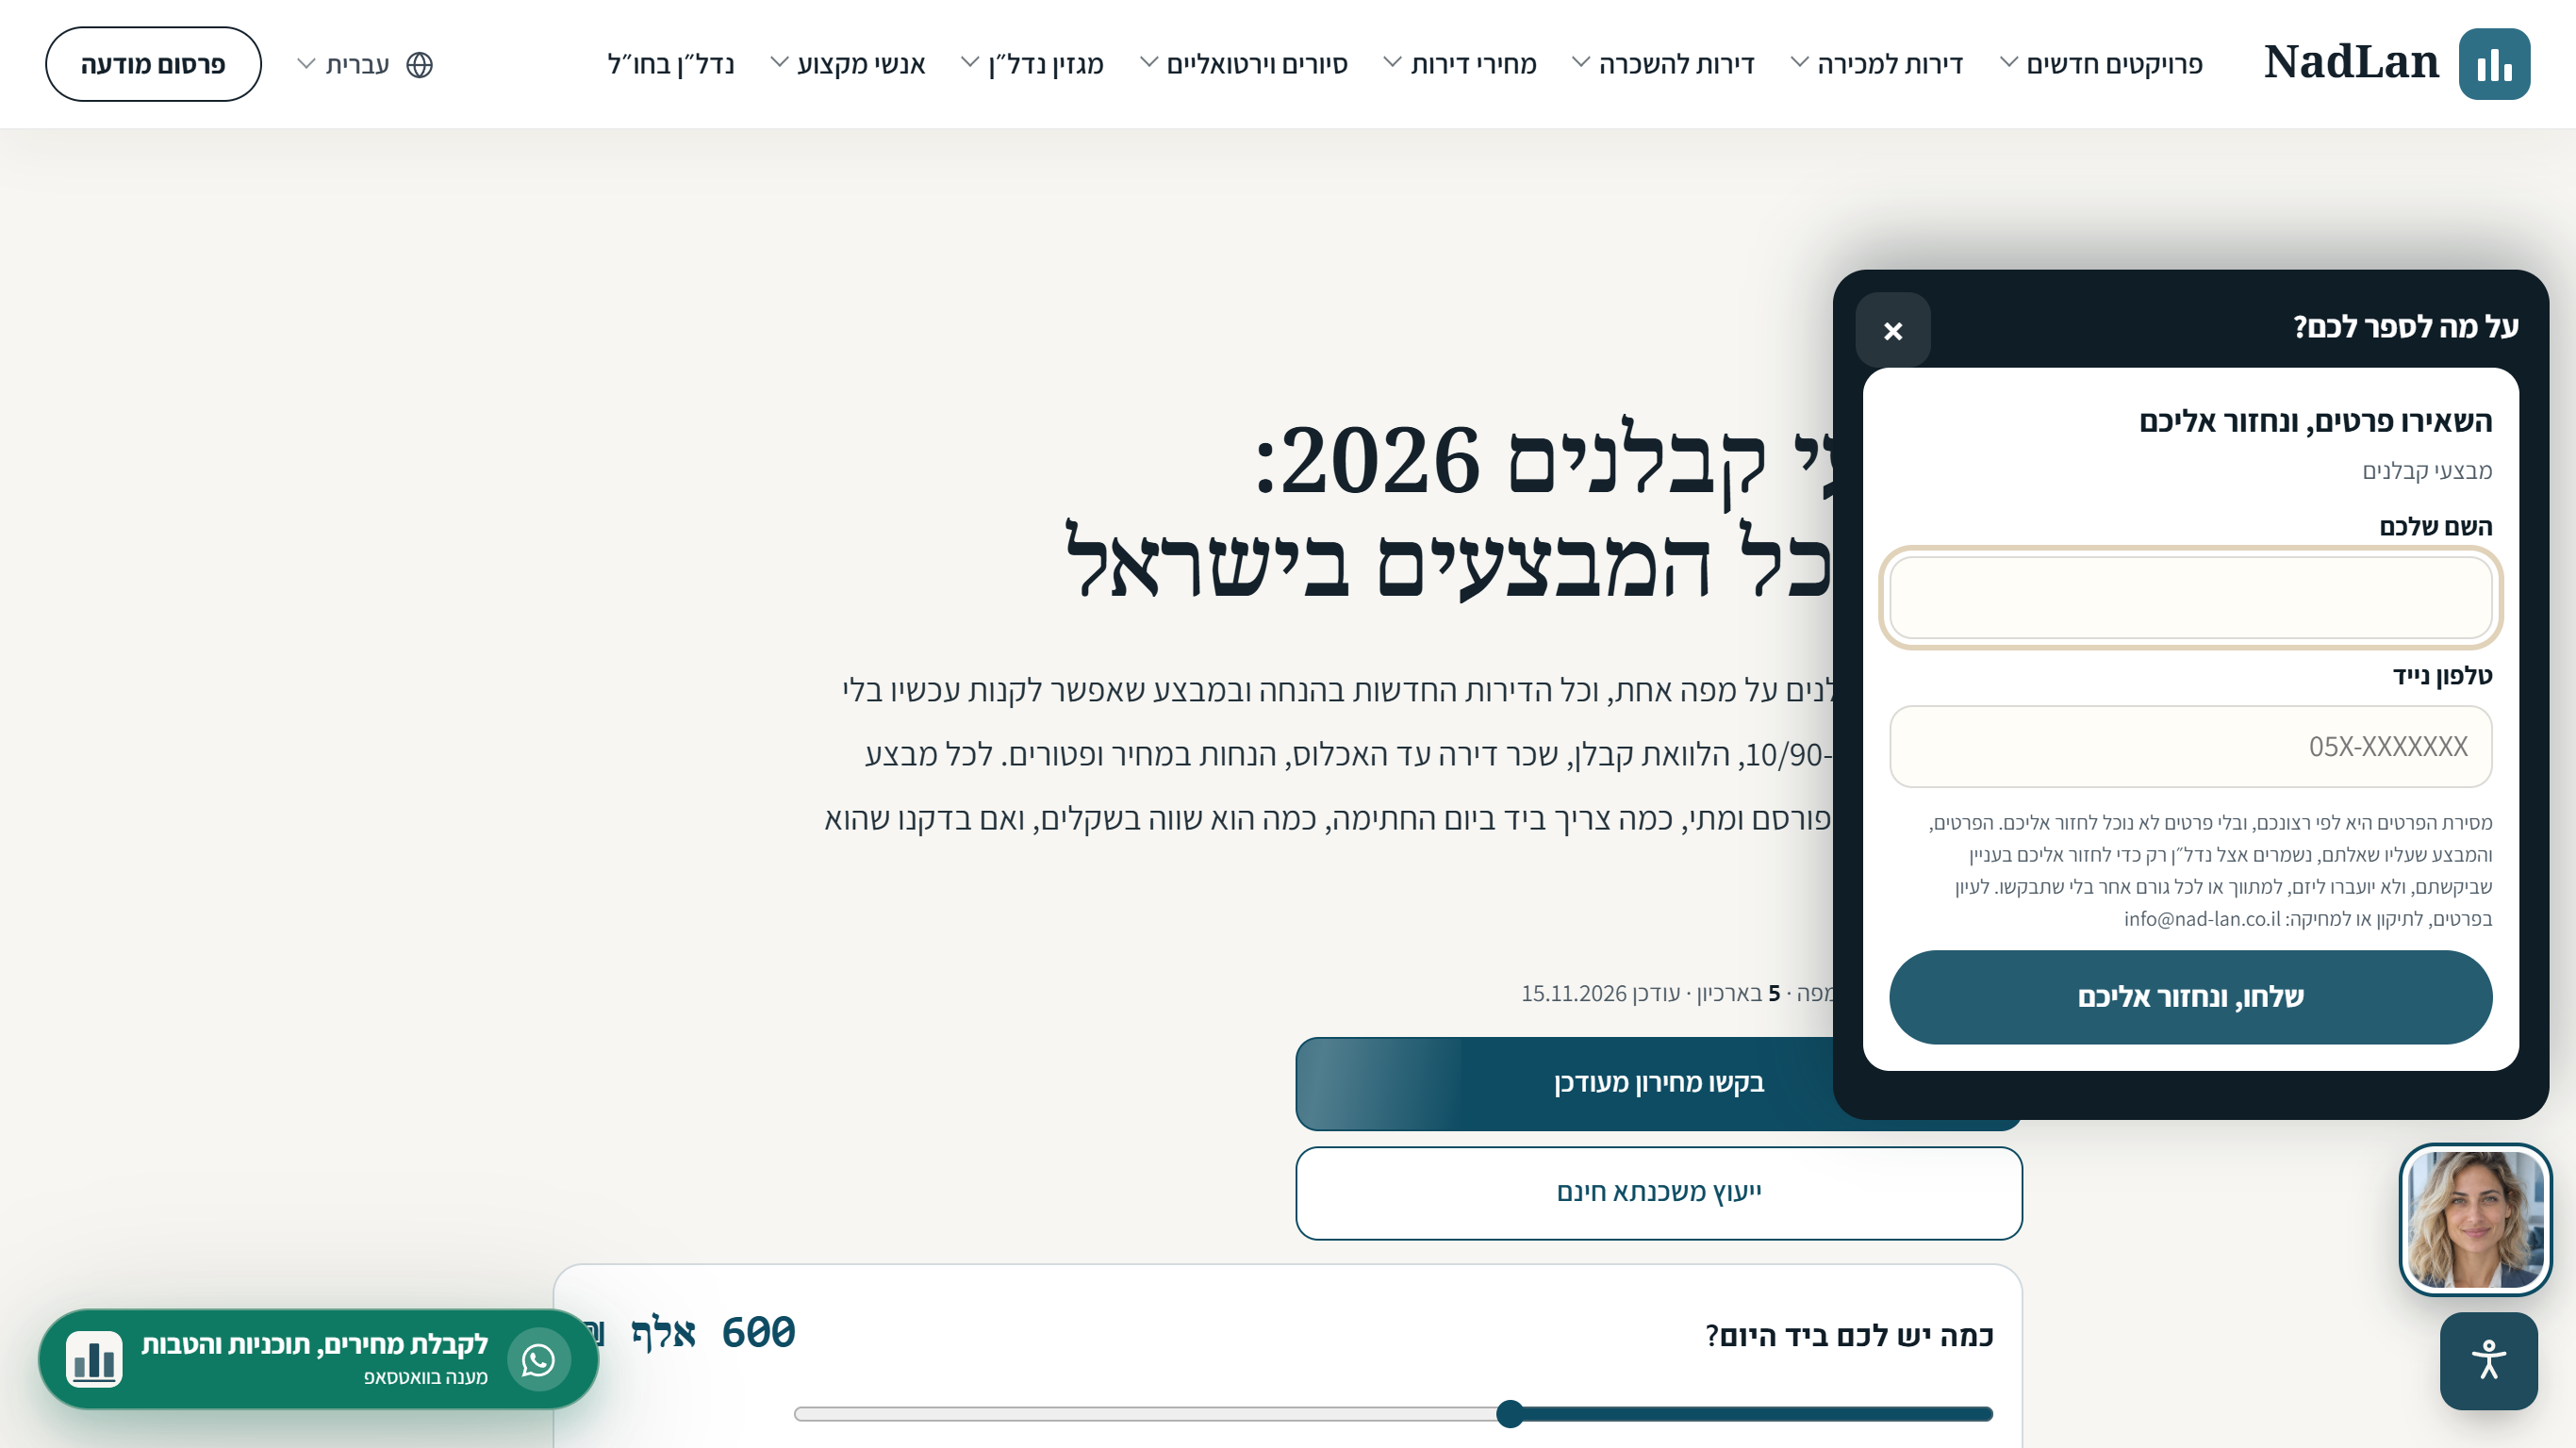 NadLan
פרויקטים חדשים
דירות למכירה
דירות להשכרה
מחירי דירות
סיורים וירטואליים
מגזין נדל״ן
אנשי מקצוע
נדל״ן בחו״ל
עברית
פרסום מודעה
על מה לספר לכם?
×
השאירו פרטים, ונחזור אליכם
מבצעי קבלנים
השם שלכם
טלפון נייד
05X-XXXXXXX
מסירת הפרטים היא לפי רצונכם, ובלי פרטים לא נוכל לחזור אליכם. הפרטים,
והמבצע שעליו שאלתם, נשמרים אצל נדל״ן רק כדי לחזור אליכם בעניין
שביקשתם, ולא יועברו ליזם, למתווך או לכל גורם אחר בלי שתבקשו. לעיון
בפרטים, לתיקון או למחיקה: info@nad-lan.co.il
שלחו, ונחזור אליכם
קבלנים 2026:
כל המבצעים בישראל
על מפה אחת, וכל הדירות החדשות בהנחה ובמבצע שאפשר לקנות עכשיו בלי
10/90, הלוואת קבלן, שכר דירה עד האכלוס, הנחות במחיר ופטורים. לכל מבצע
פורסם ומתי, כמה צריך ביד ביום החתימה, כמה הוא שווה בשקלים, ואם בדקנו שהוא
· 5 בארכיון · עודכן 15.11.2026
בקשו מחירון מעודכן
ייעוץ משכנתא חינם
כמה יש לכם ביד היום?
600 אלף
לקבלת מחירים, תוכניות והטבות
מענה בוואטסאפ